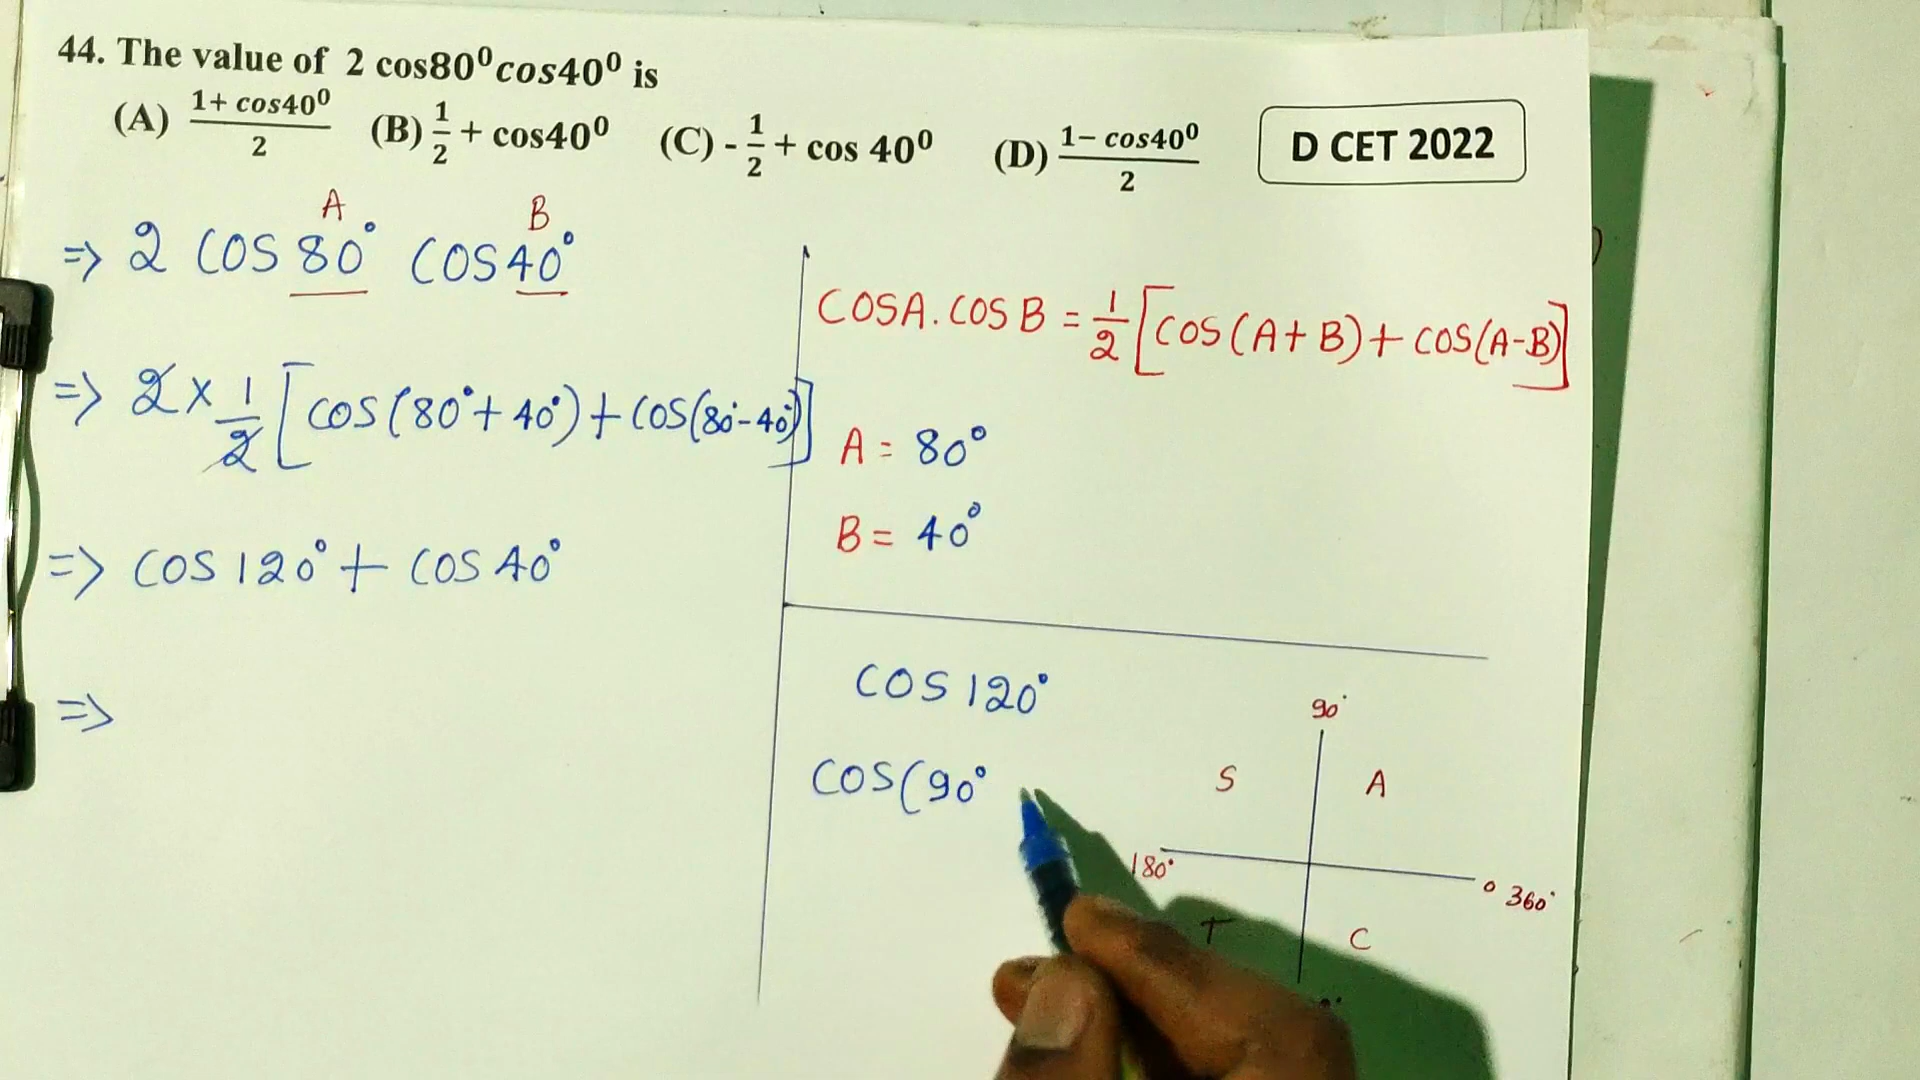 44. The value of 2 cos80⁰cos40⁰ is
(A) 1+ cos40⁰/2 (B) 1/2 + cos40⁰ (C) - 1/2 + cos 40⁰ (D) 1− cos40⁰/2
D CET 2022
A B
=> 2 COS 80° COS 40°
=> 2 × 1/2 [COS (80° + 40°) + COS(80° - 40°)]
=> COS 120° + COS 40°
=>
COSA. COS B = 1/2 [COS (A + B) + COS(A-B)]
A = 80°
B = 40°
COS 120°
COS(90°
90°
S A
180° 0 360°
T C